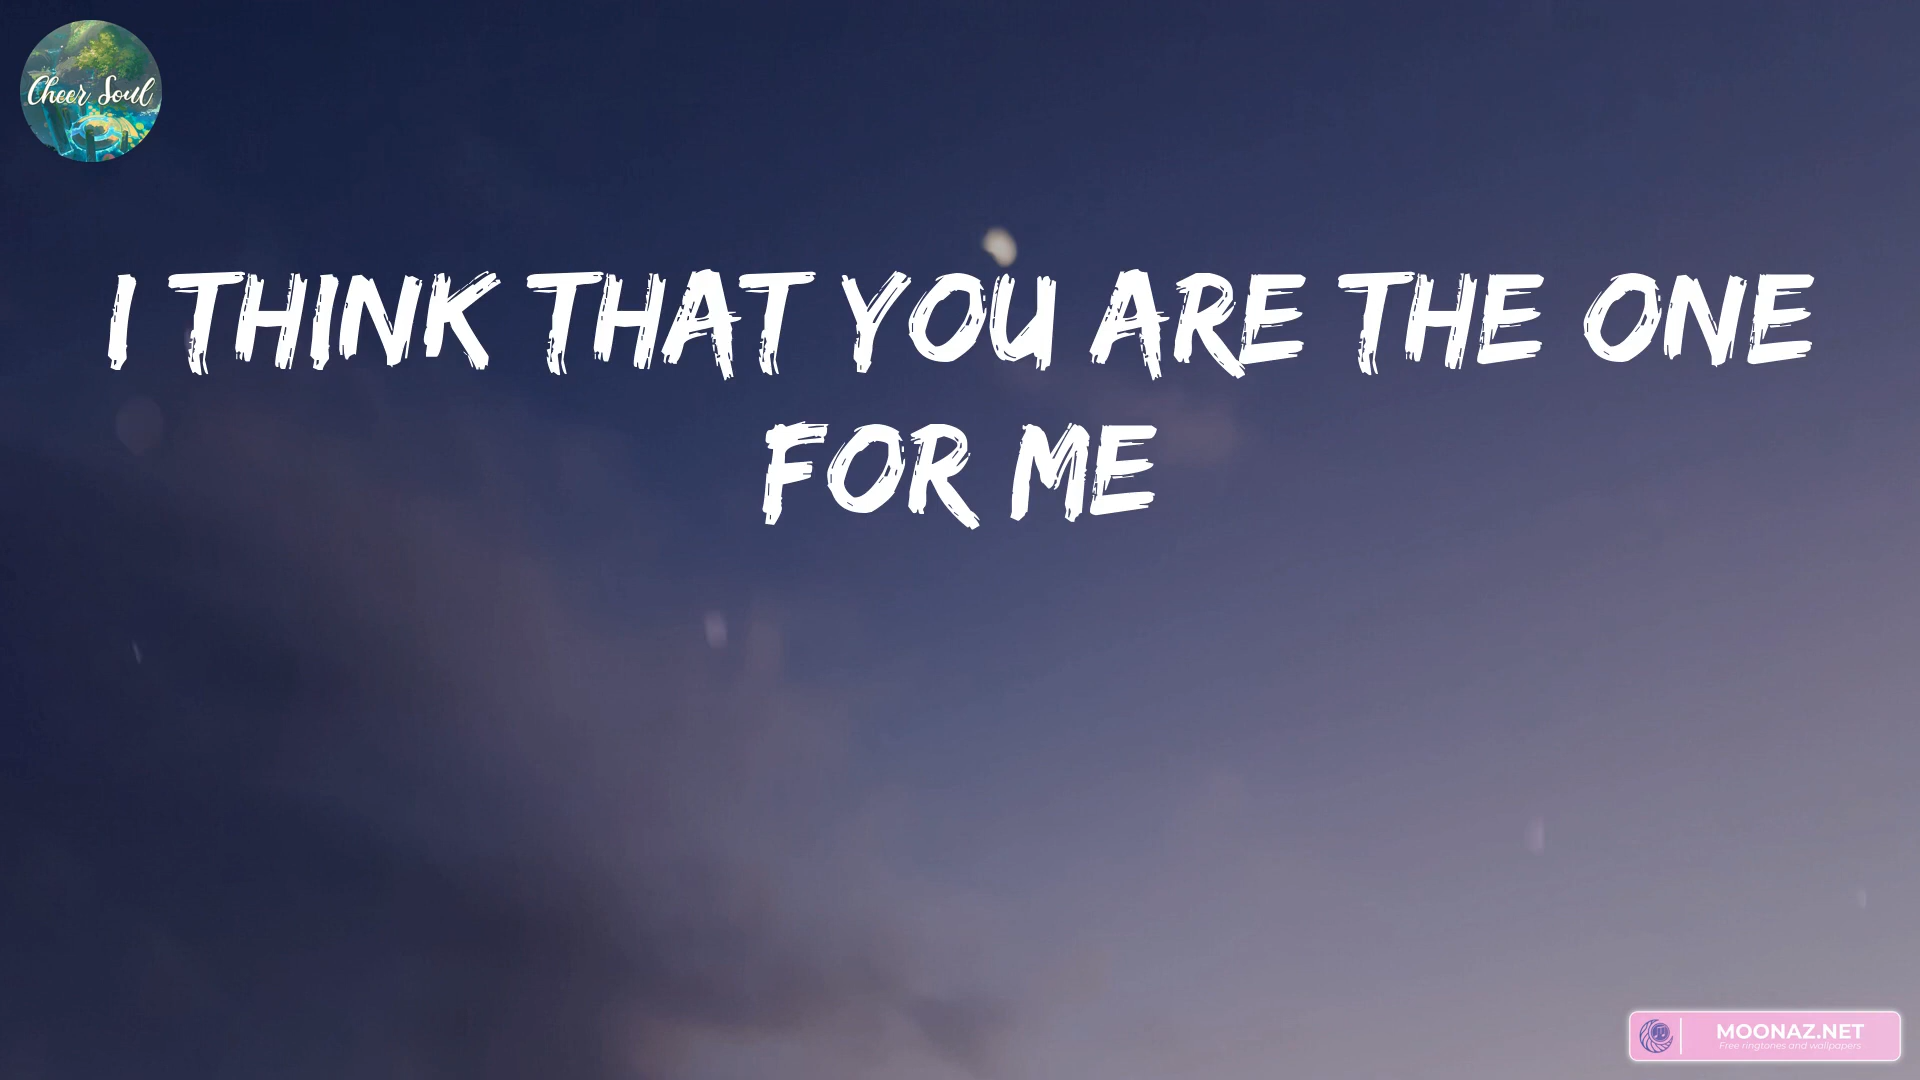 Cheer Soul
I THINK THAT YOU ARE THE ONE
FOR ME
MOONAZ.NET
Free ringtones and wallpapers